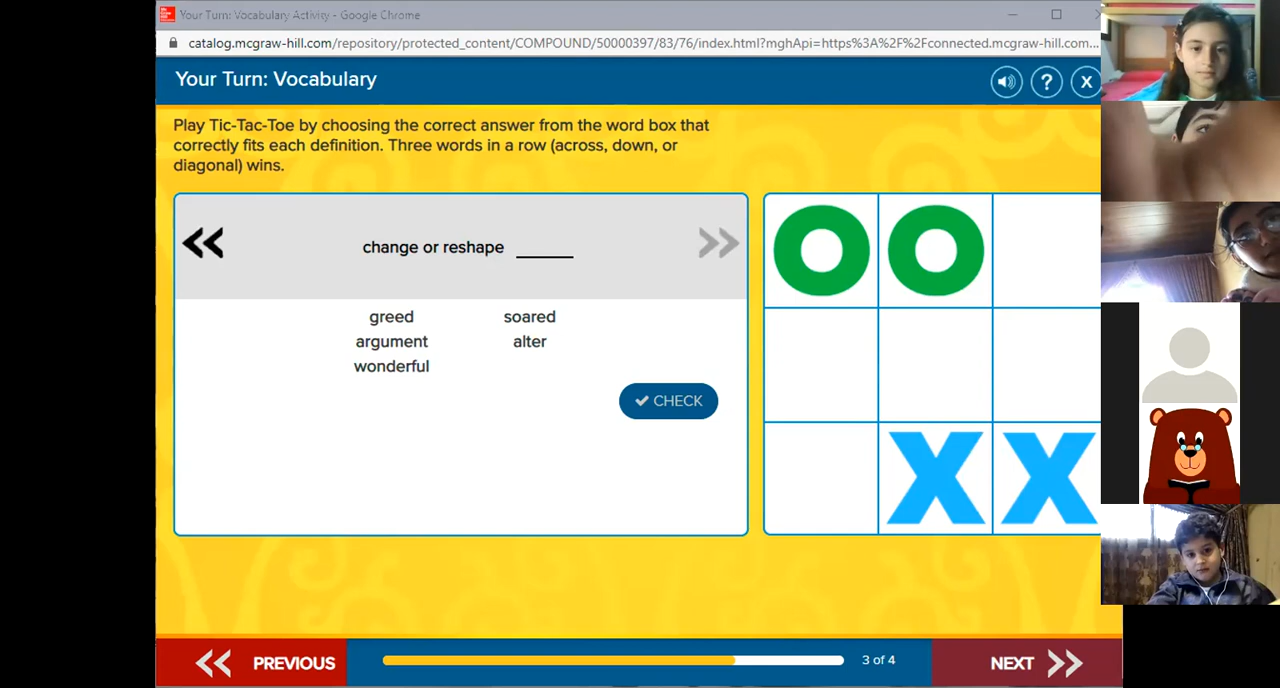 Your Turn: Vocabulary Activity - Google Chrome
catalog.mcgraw-hill.com/repository/protected_content/COMPOUND/50000397/83/76/index.html?mghApi=https%3A%2F%2Fconnected.mcgraw-hill.com...
Your Turn: Vocabulary
? X
Play Tic-Tac-Toe by choosing the correct answer from the word box that
correctly fits each definition. Three words in a row (across, down, or
diagonal) wins.
change or reshape ______
greed soared
argument alter
wonderful
CHECK
O O
X X
PREVIOUS 3 of 4 NEXT